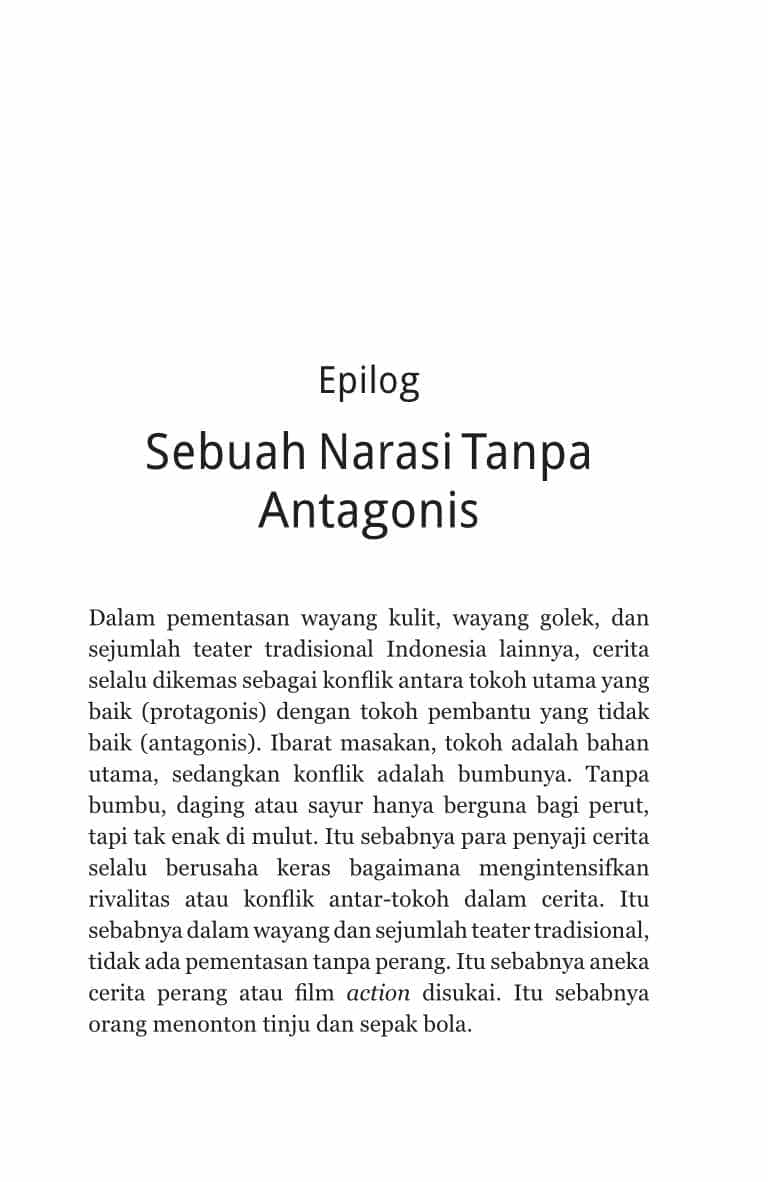 Epilog
Sebuah Narasi Tanpa
Antagonis
Dalam pementasan wayang kulit, wayang golek, dan
sejumlah teater tradisional Indonesia lainnya, cerita
selalu dikemas sebagai konflik antara tokoh utama yang
baik (protagonis) dengan tokoh pembantu yang tidak
baik (antagonis). Ibarat masakan, tokoh adalah bahan
utama, sedangkan konflik adalah bumbunya. Tanpa
bumbu, daging atau sayur hanya berguna bagi perut,
tapi tak enak di mulut. Itu sebabnya para penyaji cerita
selalu berusaha keras bagaimana mengintensifkan
rivalitas atau konflik antar-tokoh dalam cerita. Itu
sebabnya dalam wayang dan sejumlah teater tradisional,
tidak ada pementasan tanpa perang. Itu sebabnya aneka
cerita perang atau film action disukai. Itu sebabnya
orang menonton tinju dan sepak bola.